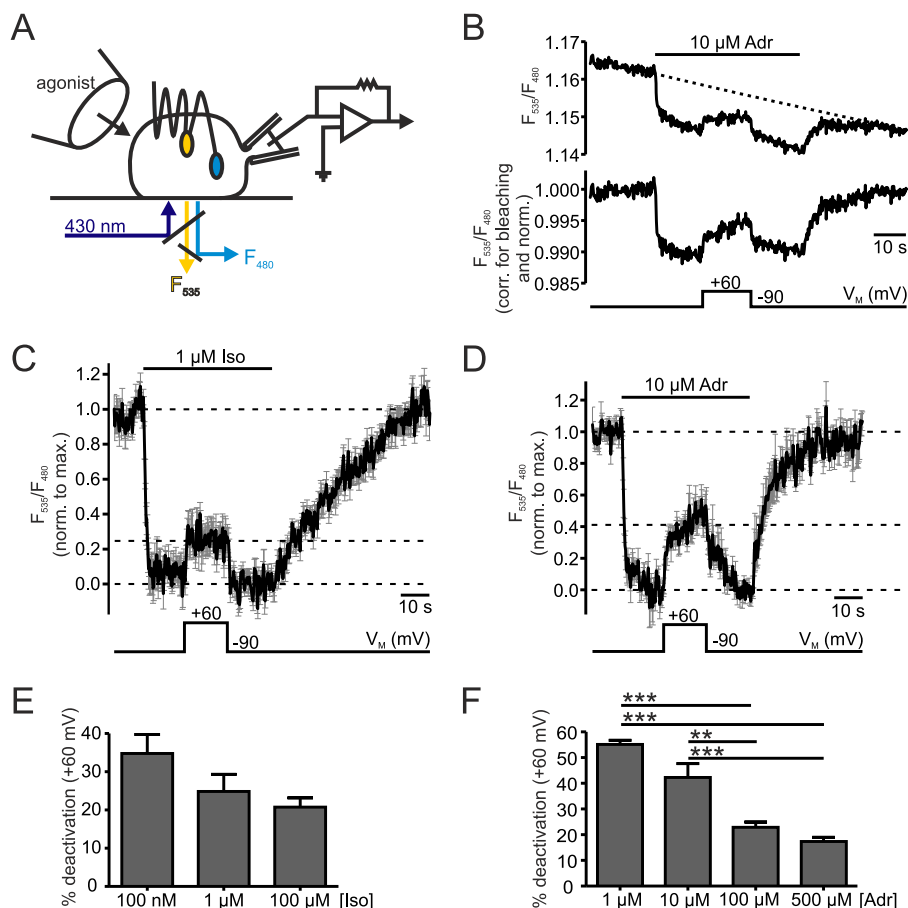 A
agonist
430 nm
F480
F535
B
10 µM Adr
1.17
1.16
1.15
1.14
F535/F480
1.000
0.995
0.990
0.985
F535/F480
(corr. for bleaching
and norm.)
10 s
+60
-90
VM (mV)
C
1 µM Iso
1.2
1.0
0.8
0.6
0.4
0.2
0.0
F535/F480
(norm. to max.)
10 s
+60
-90
VM (mV)
D
10 µM Adr
1.2
1.0
0.8
0.6
0.4
0.2
0.0
F535/F480
(norm. to max.)
10 s
+60
-90
VM (mV)
E
% deactivation (+60 mV)
40
30
20
10
0
100 nM 1 µM 100 µM [Iso]
F
***
***
**
***
% deactivation (+60 mV)
60
50
40
30
20
10
0
1 µM 10 µM 100 µM 500 µM [Adr]